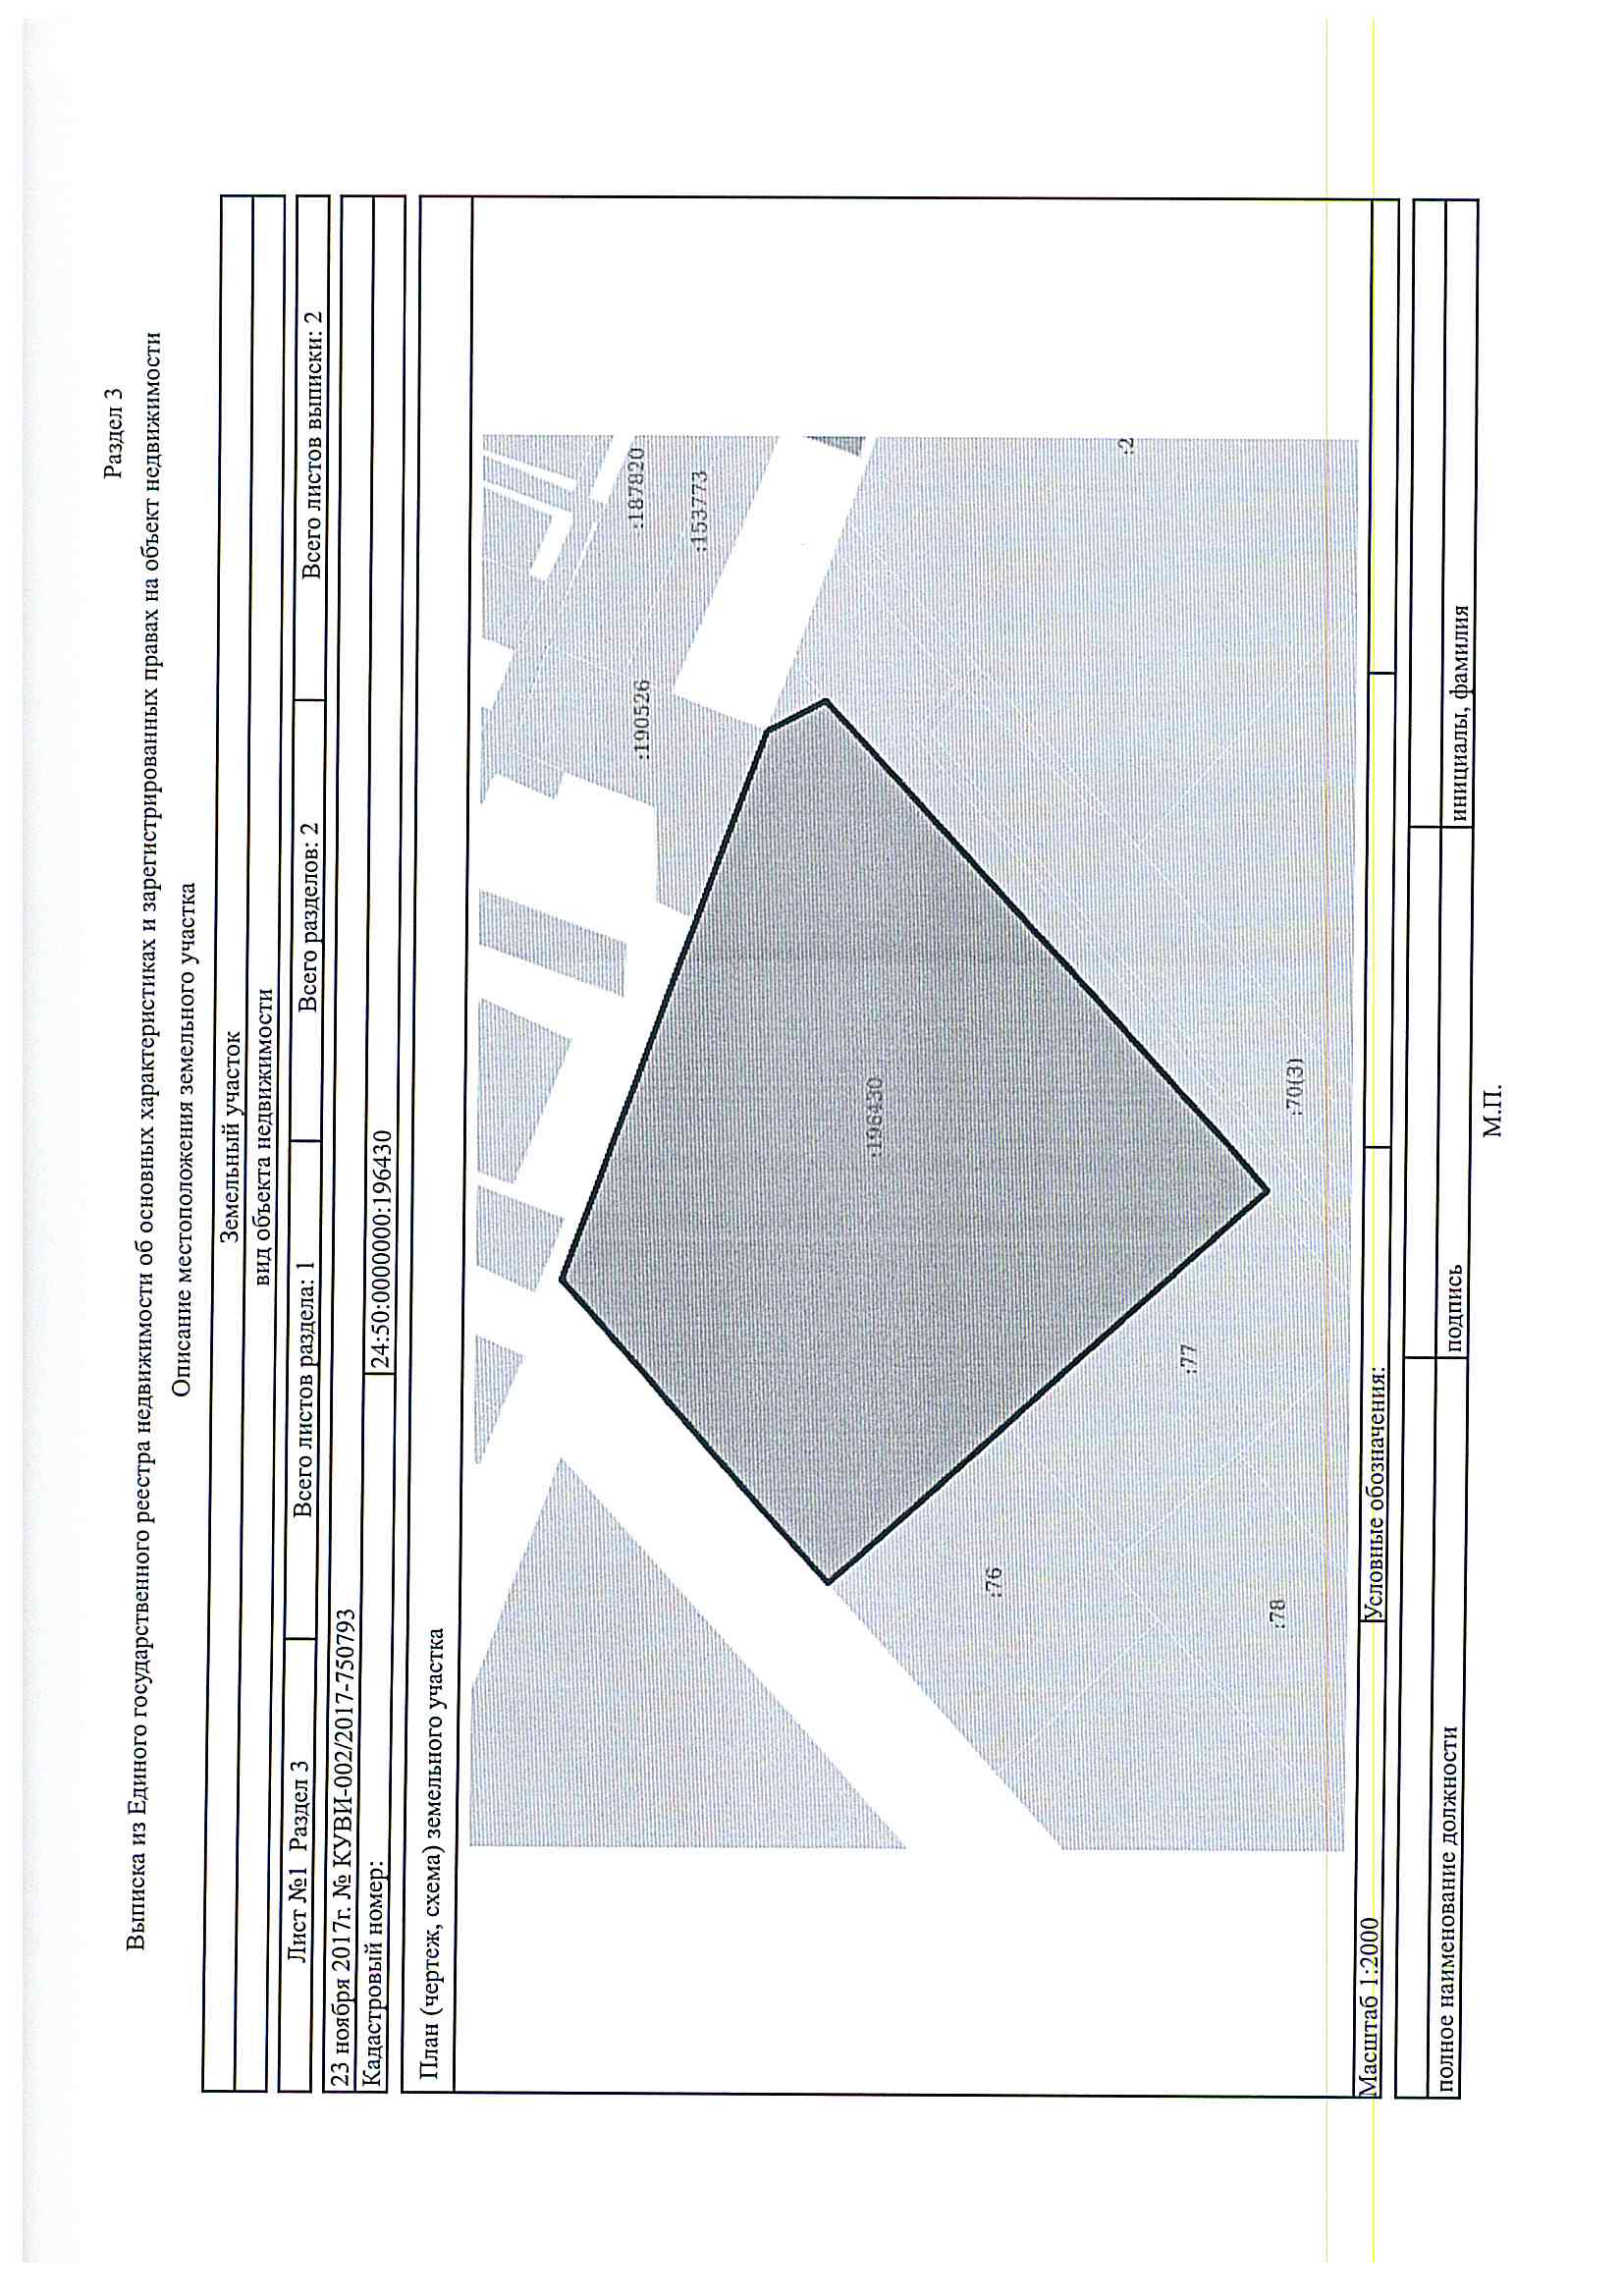 Раздел 3
Выписка из Единого государственного реестра недвижимости об основных характеристиках и зарегистрированных правах на объект недвижимости
Описание местоположения земельного участка
Земельный участок
вид объекта недвижимости
Лист №1 Раздел 3 Всего листов раздела: 1 Всего разделов: 2 Всего листов выписки: 2
23 ноября 2017г. № КУВИ-002/2017-750793
Кадастровый номер: 24:50:0000000:196430
План (чертеж, схема) земельного участка
:187820
:153773
:190526
:196430
:2
:76
:77
:78
:70(3)
Масштаб 1:2000 Условные обозначения:
полное наименование должности подпись инициалы, фамилия
М.П.